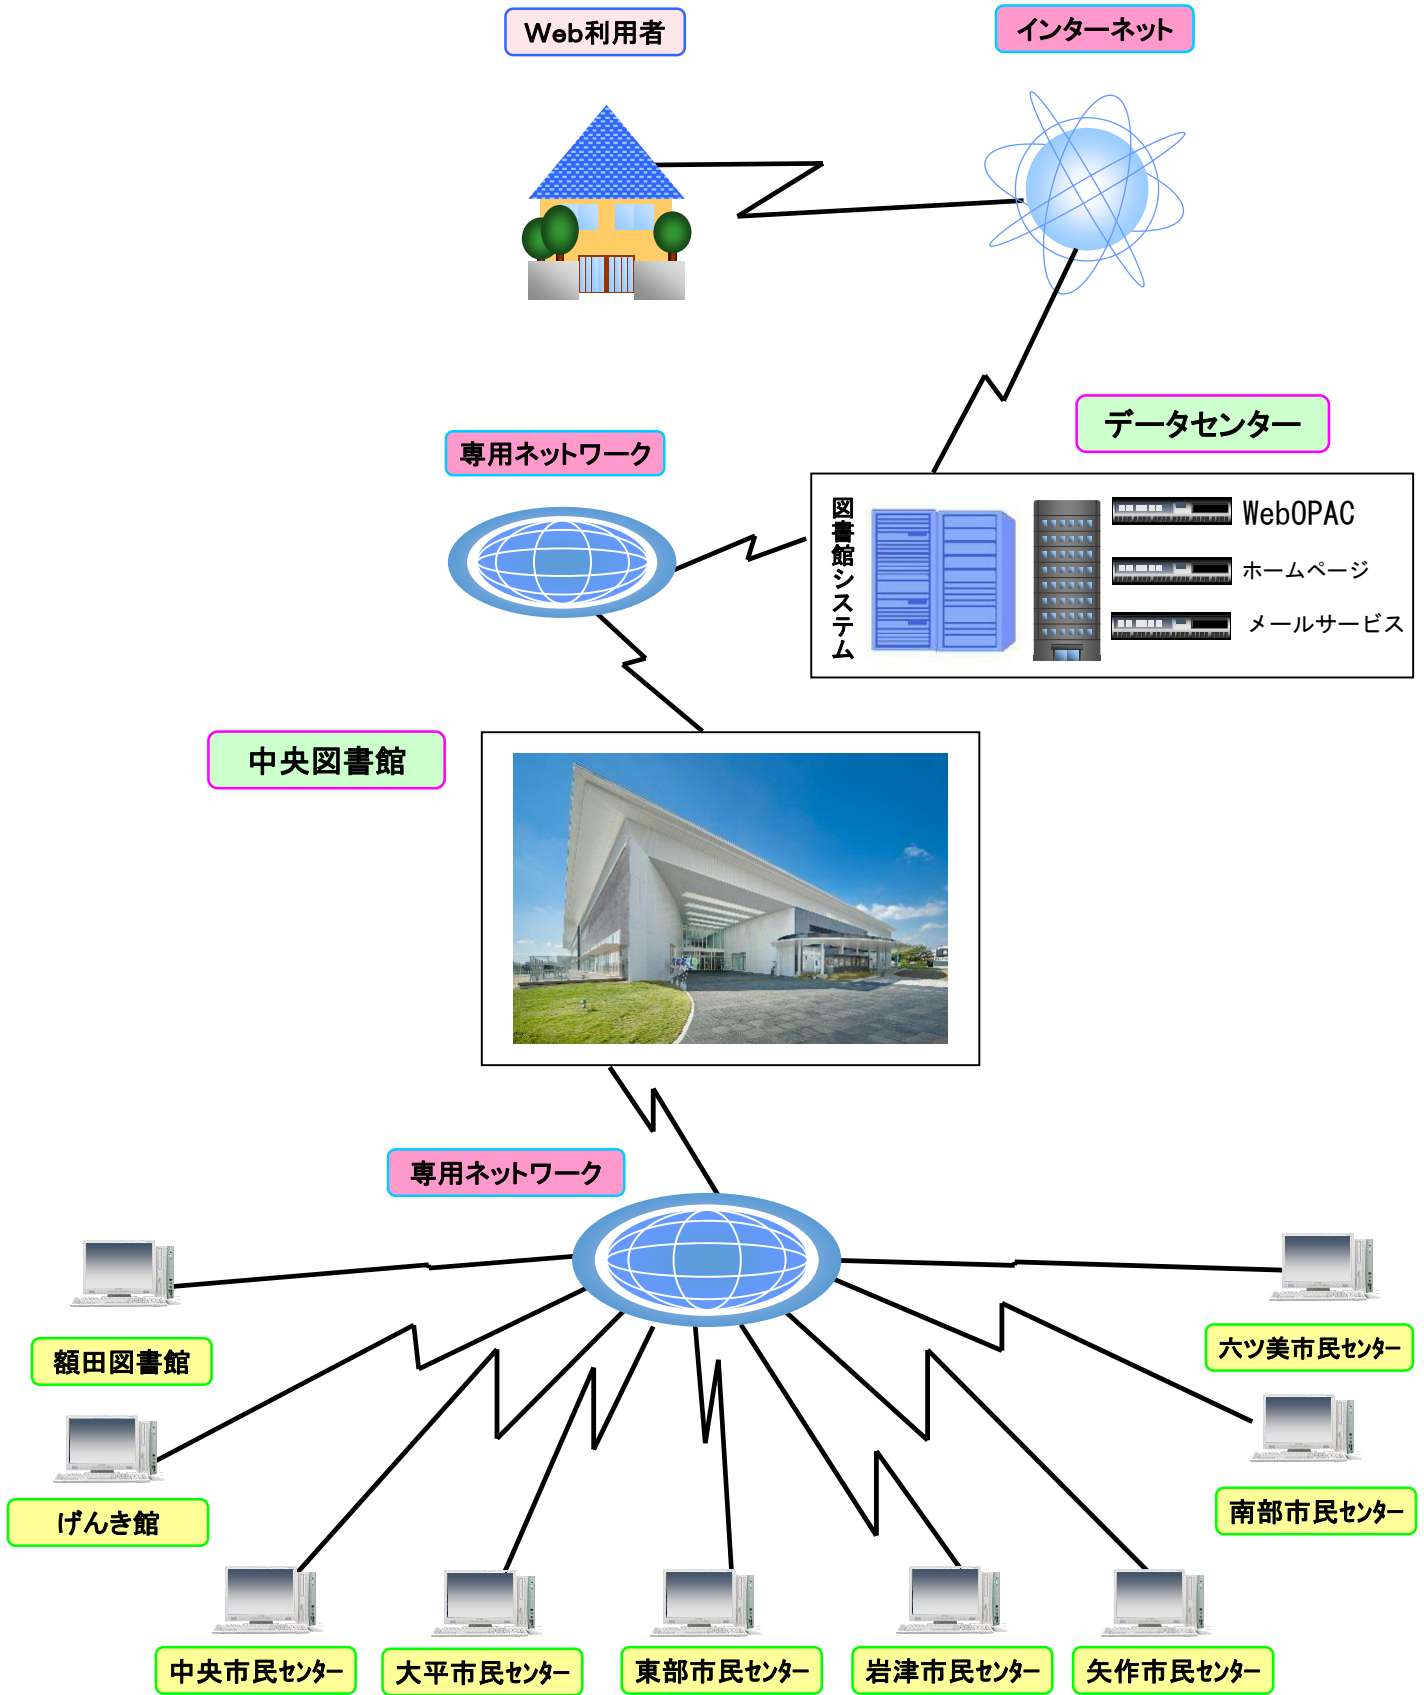 Ｗｅｂ利用者
インターネット
データセンター
専用ネットワーク
図書館システム
WebOPAC
ホームページ
メールサービス
中央図書館
専用ネットワーク
額田図書館
六ツ美市民ｾﾝﾀｰ
げんき館
南部市民ｾﾝﾀｰ
中央市民ｾﾝﾀｰ
大平市民ｾﾝﾀｰ
東部市民ｾﾝﾀｰ
岩津市民ｾﾝﾀｰ
矢作市民ｾﾝﾀｰ